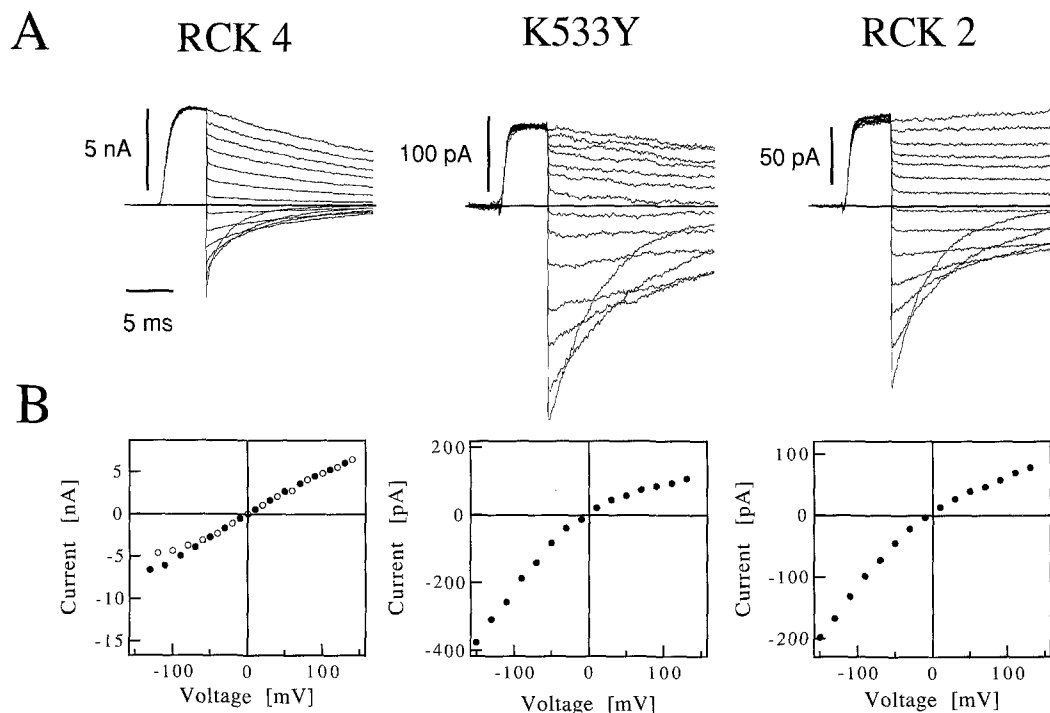 A
RCK 4
K533Y
RCK 2
5 nA
100 pA
50 pA
5 ms
B
Current [nA]
5
0
-5
-10
-15
-100
0
100
Voltage [mV]
Current [pA]
200
0
-200
-400
-100
0
100
Voltage [mV]
Current [pA]
100
0
-100
-200
-100
0
100
Voltage [mV]